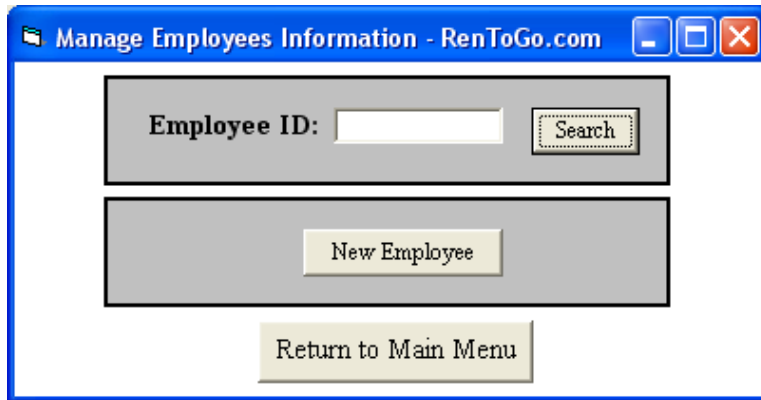 Manage Employees Information - RenToGo.com
Employee ID: Search
New Employee
Return to Main Menu